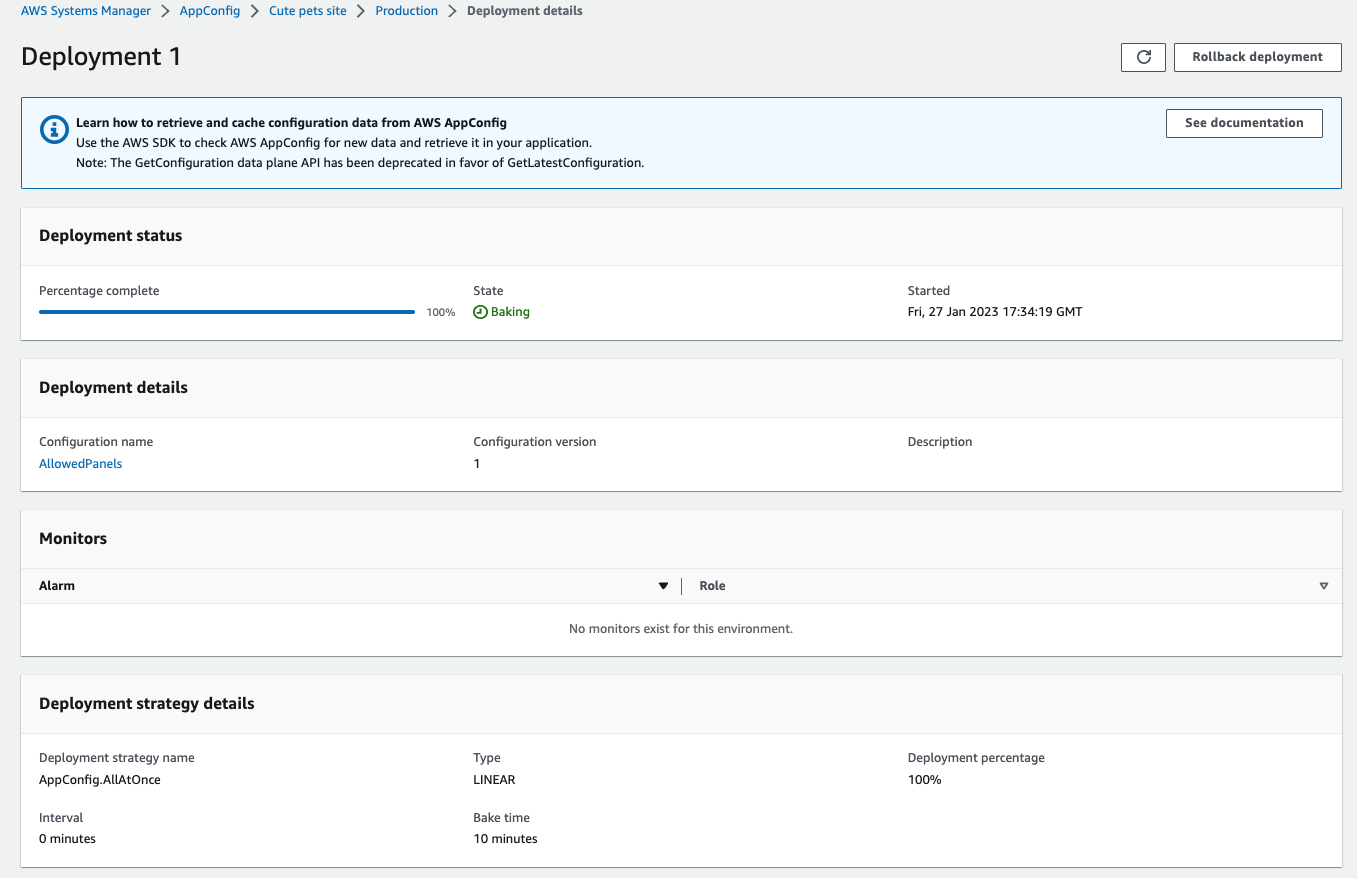 AWS Systems Manager > AppConfig > Cute pets site > Production > Deployment details
Deployment 1
Rollback deployment
Learn how to retrieve and cache configuration data from AWS AppConfig
See documentation
Use the AWS SDK to check AWS AppConfig for new data and retrieve it in your application.
Note: The GetConfiguration data plane API has been deprecated in favor of GetLatestConfiguration.
Deployment status
Percentage complete State Started
100% Baking Fri, 27 Jan 2023 17:34:19 GMT
Deployment details
Configuration name Configuration version Description
AllowedPanels 1
Monitors
Alarm Role
No monitors exist for this environment.
Deployment strategy details
Deployment strategy name Type Deployment percentage
AppConfig.AllAtOnce LINEAR 100%
Interval Bake time
0 minutes 10 minutes